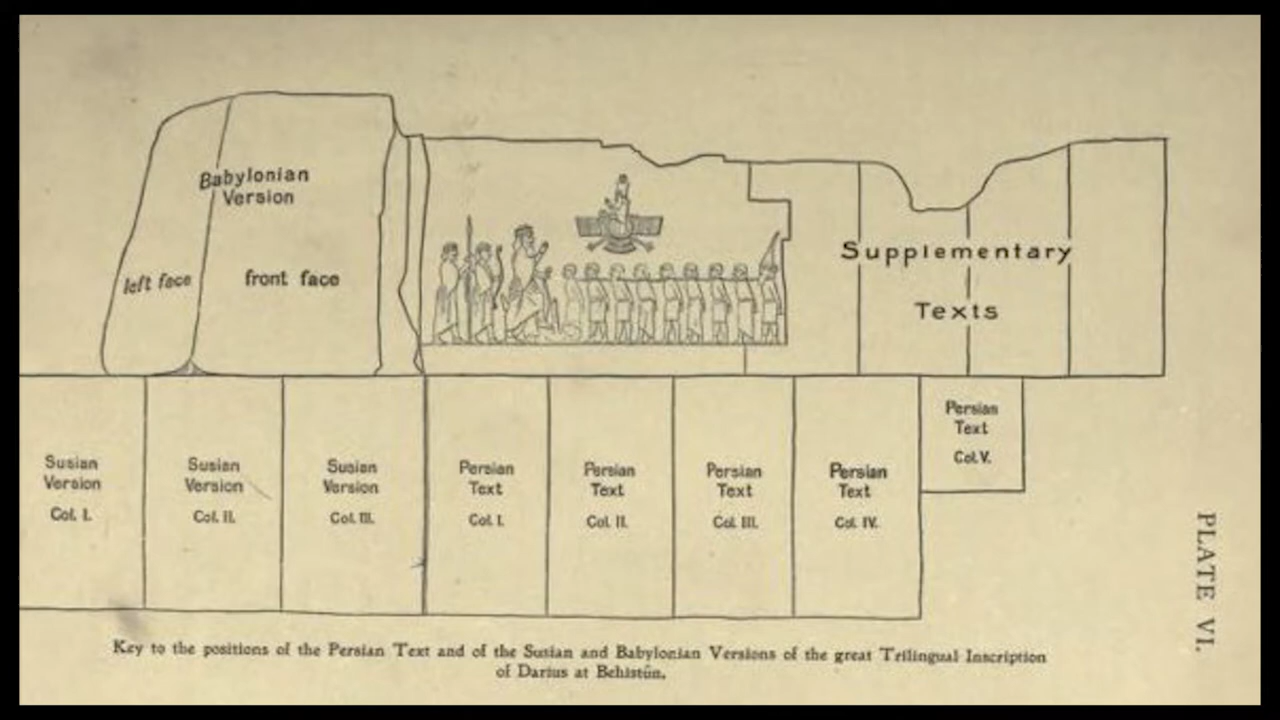 Babylonian
Version
left face
front face
Supplementary
Texts
Susian
Version
Col. I.
Susian
Version
Col. II.
Susian
Version
Col. III.
Persian
Text
Col. I.
Persian
Text
Col. II.
Persian
Text
Col. III.
Persian
Text
Col. IV.
Persian
Text
Col. V.
PLATE VI.
Key to the positions of the Persian Text and of the Susian and Babylonian Versions of the great Trilingual Inscription
of Darius at Behistûn.